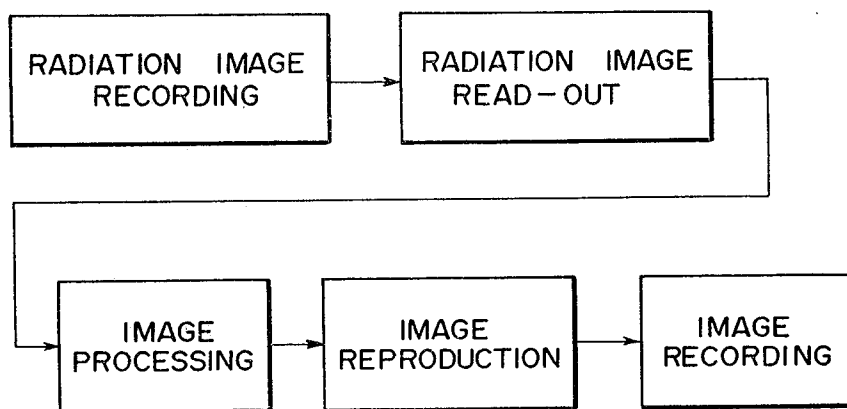 RADIATION IMAGE
RECORDING
RADIATION IMAGE
READ-OUT
IMAGE
PROCESSING
IMAGE
REPRODUCTION
IMAGE
RECORDING